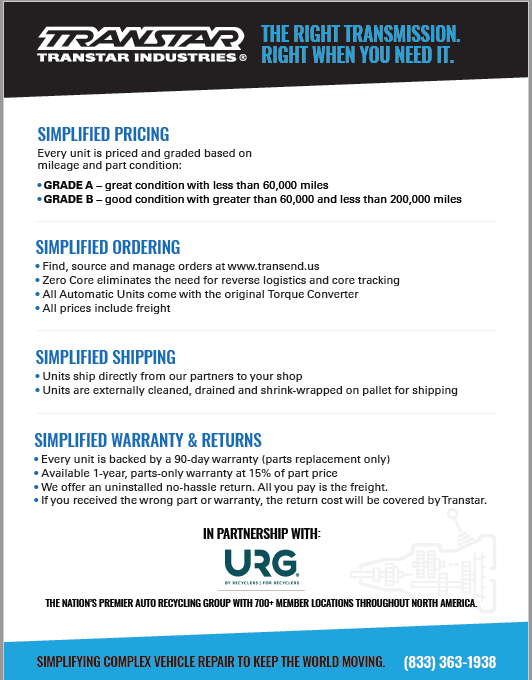 TRANSTAR
TRANSTAR INDUSTRIES®
THE RIGHT TRANSMISSION.
RIGHT WHEN YOU NEED IT.
SIMPLIFIED PRICING
Every unit is priced and graded based on
mileage and part condition:
• GRADE A – great condition with less than 60,000 miles
• GRADE B – good condition with greater than 60,000 and less than 200,000 miles
SIMPLIFIED ORDERING
• Find, source and manage orders at www.transend.us
• Zero Core eliminates the need for reverse logistics and core tracking
• All Automatic Units come with the original Torque Converter
• All prices include freight
SIMPLIFIED SHIPPING
• Units ship directly from our partners to your shop
• Units are externally cleaned, drained and shrink-wrapped on pallet for shipping
SIMPLIFIED WARRANTY & RETURNS
• Every unit is backed by a 90-day warranty (parts replacement only)
• Available 1-year, parts-only warranty at 15% of part price
• We offer an uninstalled no-hassle return. All you pay is the freight.
• If you received the wrong part or warranty, the return cost will be covered by Transtar.
IN PARTNERSHIP WITH:
URG®
BY RECYCLERS | FOR RECYCLERS
THE NATION'S PREMIER AUTO RECYCLING GROUP WITH 700+ MEMBER LOCATIONS THROUGHOUT NORTH AMERICA.
SIMPLIFYING COMPLEX VEHICLE REPAIR TO KEEP THE WORLD MOVING.
(833) 363-1938